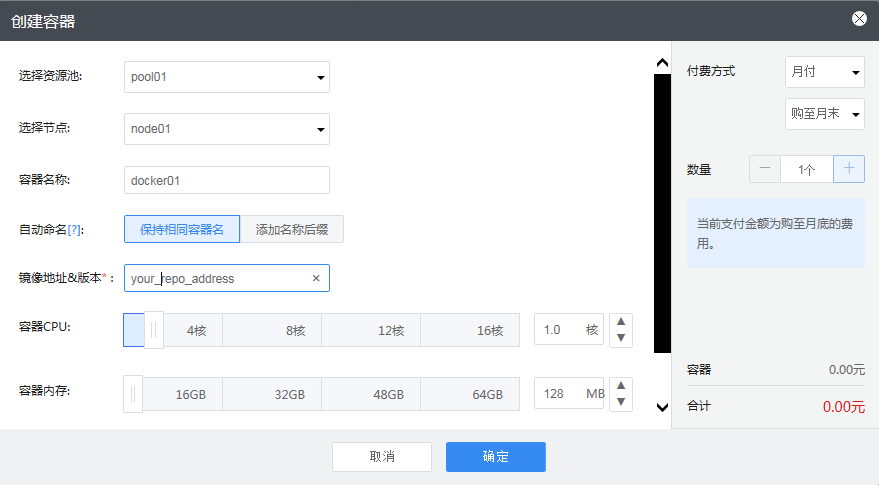 创建容器
选择资源池: pool01
选择节点: node01
容器名称: docker01
自动命名[?]: 保持相同容器名 添加名称后缀
镜像地址&版本*： your_repo_address ×
容器CPU: 4核 8核 12核 16核 1.0 核
容器内存: 16GB 32GB 48GB 64GB 128 MB
付费方式 月付
购至月末
数量 － 1个 ＋
当前支付金额为购至月底的费
用。
容器 0.00元
合计 0.00元
取消 确定